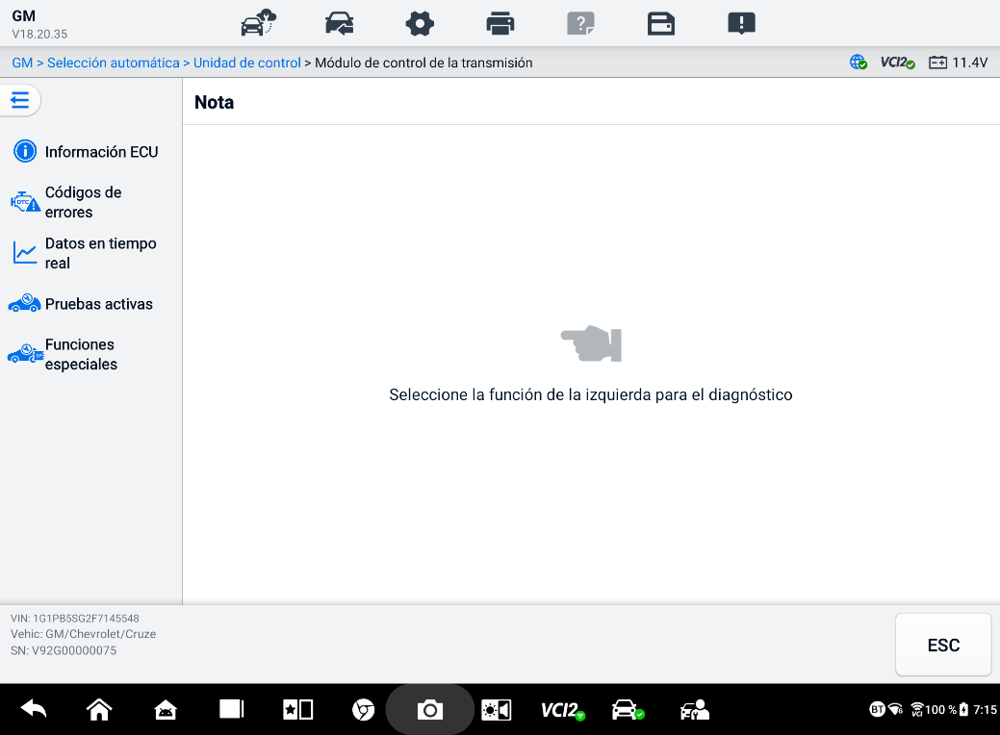 GM
V18.20.35
GM > Selección automática > Unidad de control > Módulo de control de la transmisión
VCI2
11.4V
Nota
Información ECU
Códigos de
errores
DTC
Datos en tiempo
real
Pruebas activas
Funciones
especiales
Seleccione la función de la izquierda para el diagnóstico
VIN: 1G1PB5SG2F7145548
Vehic: GM/Chevrolet/Cruze
SN: V92G00000075
ESC
VCI2
BT
6
100 %
7:15